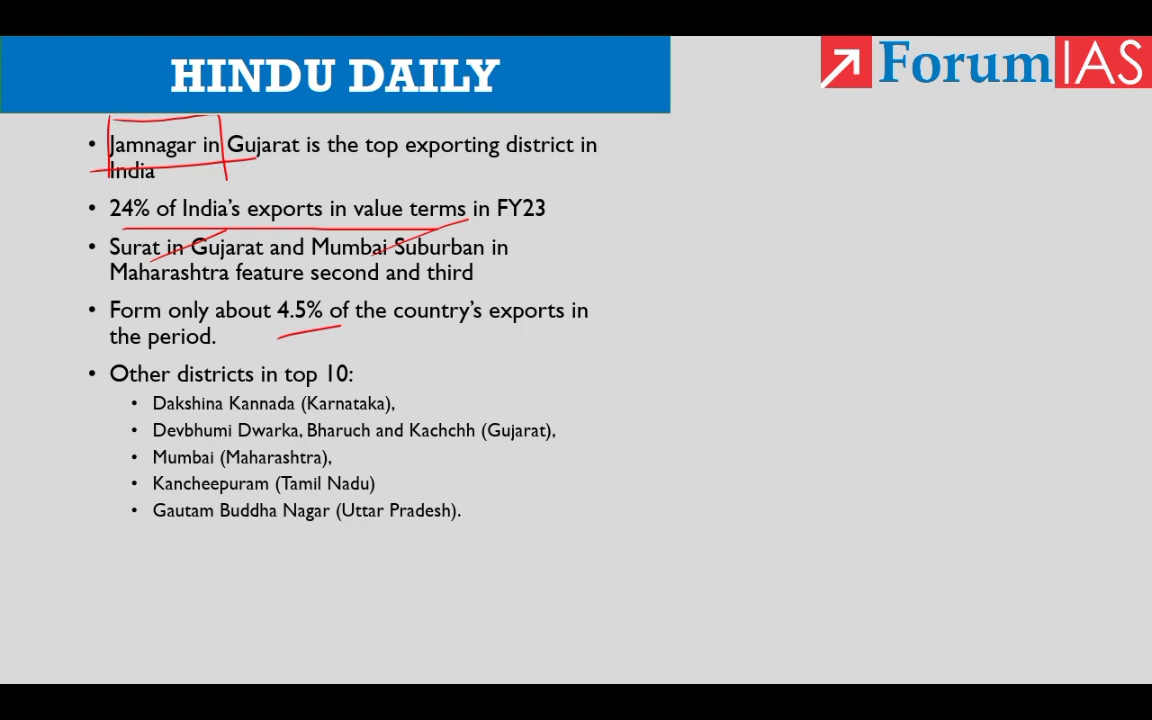 HINDU DAILY
ForumIAS
• Jamnagar in Gujarat is the top exporting district in
India
• 24% of India's exports in value terms in FY23
• Surat in Gujarat and Mumbai Suburban in
Maharashtra feature second and third
• Form only about 4.5% of the country's exports in
the period.
• Other districts in top 10:
• Dakshina Kannada (Karnataka),
• Devbhumi Dwarka, Bharuch and Kachchh (Gujarat),
• Mumbai (Maharashtra),
• Kancheepuram (Tamil Nadu)
• Gautam Buddha Nagar (Uttar Pradesh).